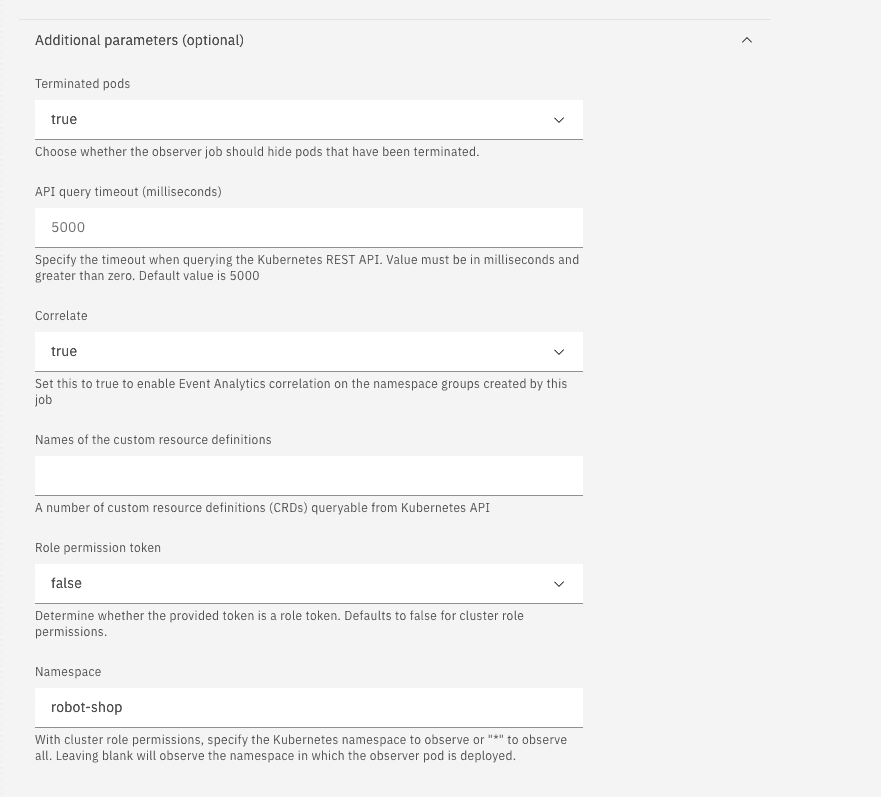 Additional parameters (optional)
Terminated pods
true
Choose whether the observer job should hide pods that have been terminated.
API query timeout (milliseconds)
5000
Specify the timeout when querying the Kubernetes REST API. Value must be in milliseconds and
greater than zero. Default value is 5000
Correlate
true
Set this to true to enable Event Analytics correlation on the namespace groups created by this
job
Names of the custom resource definitions
A number of custom resource definitions (CRDs) queryable from Kubernetes API
Role permission token
false
Determine whether the provided token is a role token. Defaults to false for cluster role
permissions.
Namespace
robot-shop
With cluster role permissions, specify the Kubernetes namespace to observe or "*" to observe
all. Leaving blank will observe the namespace in which the observer pod is deployed.